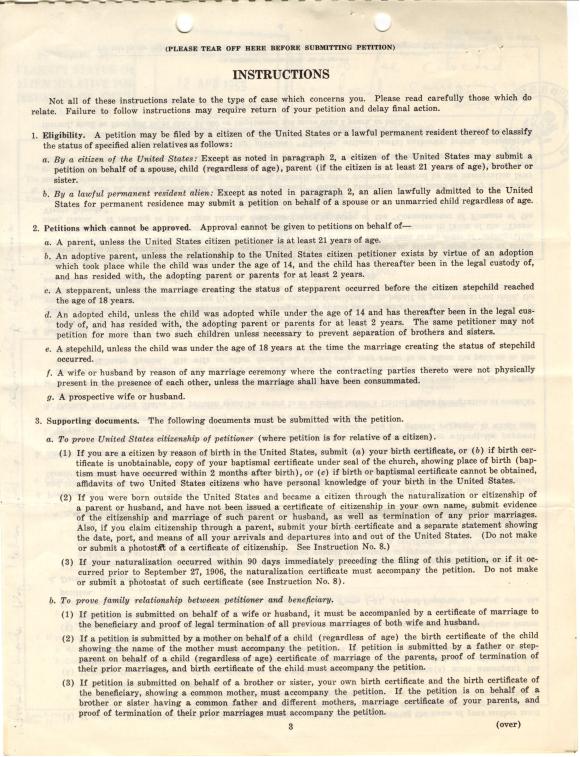 (PLEASE TEAR OFF HERE BEFORE SUBMITTING PETITION)
INSTRUCTIONS
Not all of these instructions relate to the type of case which concerns you. Please read carefully those which do
relate. Failure to follow instructions may require return of your petition and delay final action.
1. Eligibility. A petition may be filed by a citizen of the United States or a lawful permanent resident thereof to classify
the status of specified alien relatives as follows:
a. By a citizen of the United States: Except as noted in paragraph 2, a citizen of the United States may submit a
petition on behalf of a spouse, child (regardless of age), parent (if the citizen is at least 21 years of age), brother or
sister.
b. By a lawful permanent resident alien: Except as noted in paragraph 2, an alien lawfully admitted to the United
States for permanent residence may submit a petition on behalf of a spouse or an unmarried child regardless of age.
2. Petitions which cannot be approved. Approval cannot be given to petitions on behalf of—
a. A parent, unless the United States citizen petitioner is at least 21 years of age.
b. An adoptive parent, unless the relationship to the United States citizen petitioner exists by virtue of an adoption
which took place while the child was under the age of 14, and the child has thereafter been in the legal custody of,
and has resided with, the adopting parent or parents for at least 2 years.
c. A stepparent, unless the marriage creating the status of stepparent occurred before the citizen stepchild reached
the age of 18 years.
d. An adopted child, unless the child was adopted while under the age of 14 and has thereafter been in the legal cus-
tody of, and has resided with, the adopting parent or parents for at least 2 years. The same petitioner may not
petition for more than two such children unless necessary to prevent separation of brothers and sisters.
e. A stepchild, unless the child was under the age of 18 years at the time the marriage creating the status of stepchild
occurred.
f. A wife or husband by reason of any marriage ceremony where the contracting parties thereto were not physically
present in the presence of each other, unless the marriage shall have been consummated.
g. A prospective wife or husband.
3. Supporting documents. The following documents must be submitted with the petition.
a. To prove United States citizenship of petitioner (where petition is for relative of a citizen).
(1) If you are a citizen by reason of birth in the United States, submit (a) your birth certificate, or (b) if birth cer-
tificate is unobtainable, copy of your baptismal certificate under seal of the church, showing place of birth (bap-
tism must have occurred within 2 months after birth), or (c) if birth or baptismal certificate cannot be obtained,
affidavits of two United States citizens who have personal knowledge of your birth in the United States.
(2) If you were born outside the United States and became a citizen through the naturalization or citizenship of
a parent or husband, and have not been issued a certificate of citizenship in your own name, submit evidence
of the citizenship and marriage of such parent or husband, as well as termination of any prior marriages.
Also, if you claim citizenship through a parent, submit your birth certificate and a separate statement showing
the date, port, and means of all your arrivals and departures into and out of the United States. (Do not make
or submit a photostat of a certificate of citizenship. See Instruction No. 8.)
(3) If your naturalization occurred within 90 days immediately preceding the filing of this petition, or if it oc-
curred prior to September 27, 1906, the naturalization certificate must accompany the petition. Do not make
or submit a photostat of such certificate (see Instruction No. 8).
b. To prove family relationship between petitioner and beneficiary.
(1) If petition is submitted on behalf of a wife or husband, it must be accompanied by a certificate of marriage to
the beneficiary and proof of legal termination of all previous marriages of both wife and husband.
(2) If a petition is submitted by a mother on behalf of a child (regardless of age) the birth certificate of the child
showing the name of the mother must accompany the petition. If petition is submitted by a father or step-
parent on behalf of a child (regardless of age) certificate of marriage of the parents, proof of termination of
their prior marriages, and birth certificate of the child must accompany the petition.
(3) If petition is submitted on behalf of a brother or sister, your own birth certificate and the birth certificate of
the beneficiary, showing a common mother, must accompany the petition. If the petition is on behalf of a
brother or sister having a common father and different mothers, marriage certificate of your parents, and
proof of termination of their prior marriages must accompany the petition.
3
(over)